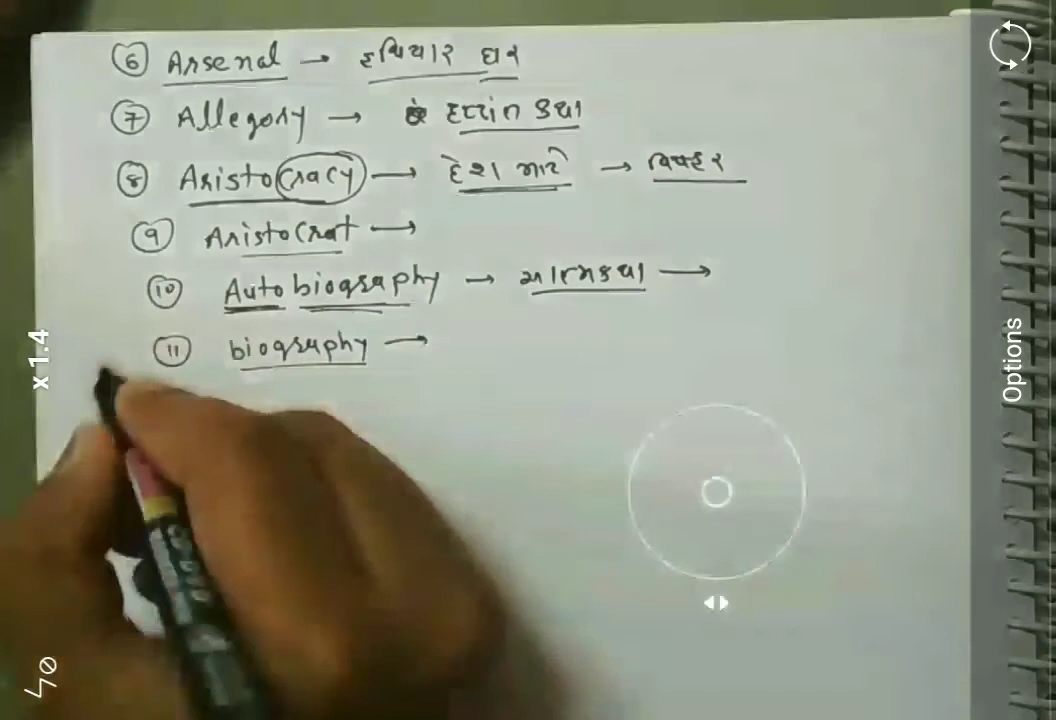 ⑥ Arsenal → હથિયાર ઘર
⑦ Allegory → દ્રષ્ટાંત કથા
⑧ Aristocracy → દેશ માટે →
⑨ Aristocrat →
⑩ Autobiography → આત્મકથા →
⑪ biography →
x1.4
Options